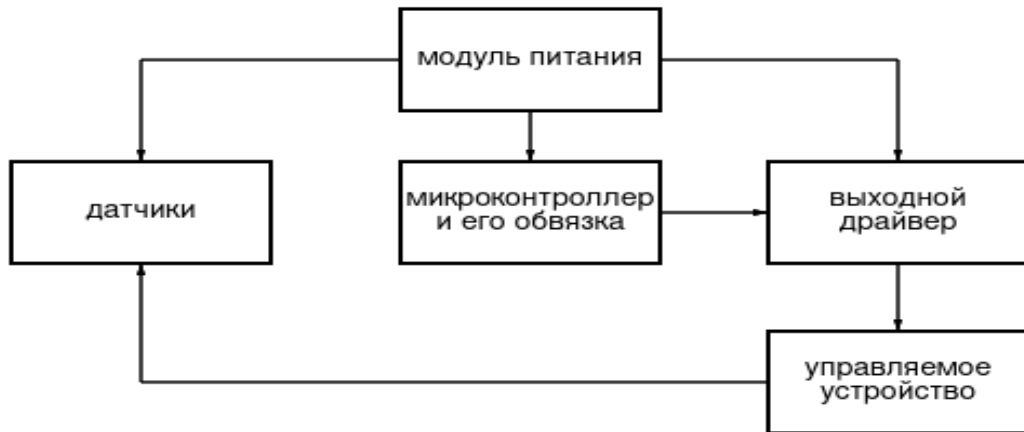 модуль питания
датчики
микроконтроллер
и его обвязка
выходной
драйвер
управляемое
устройство